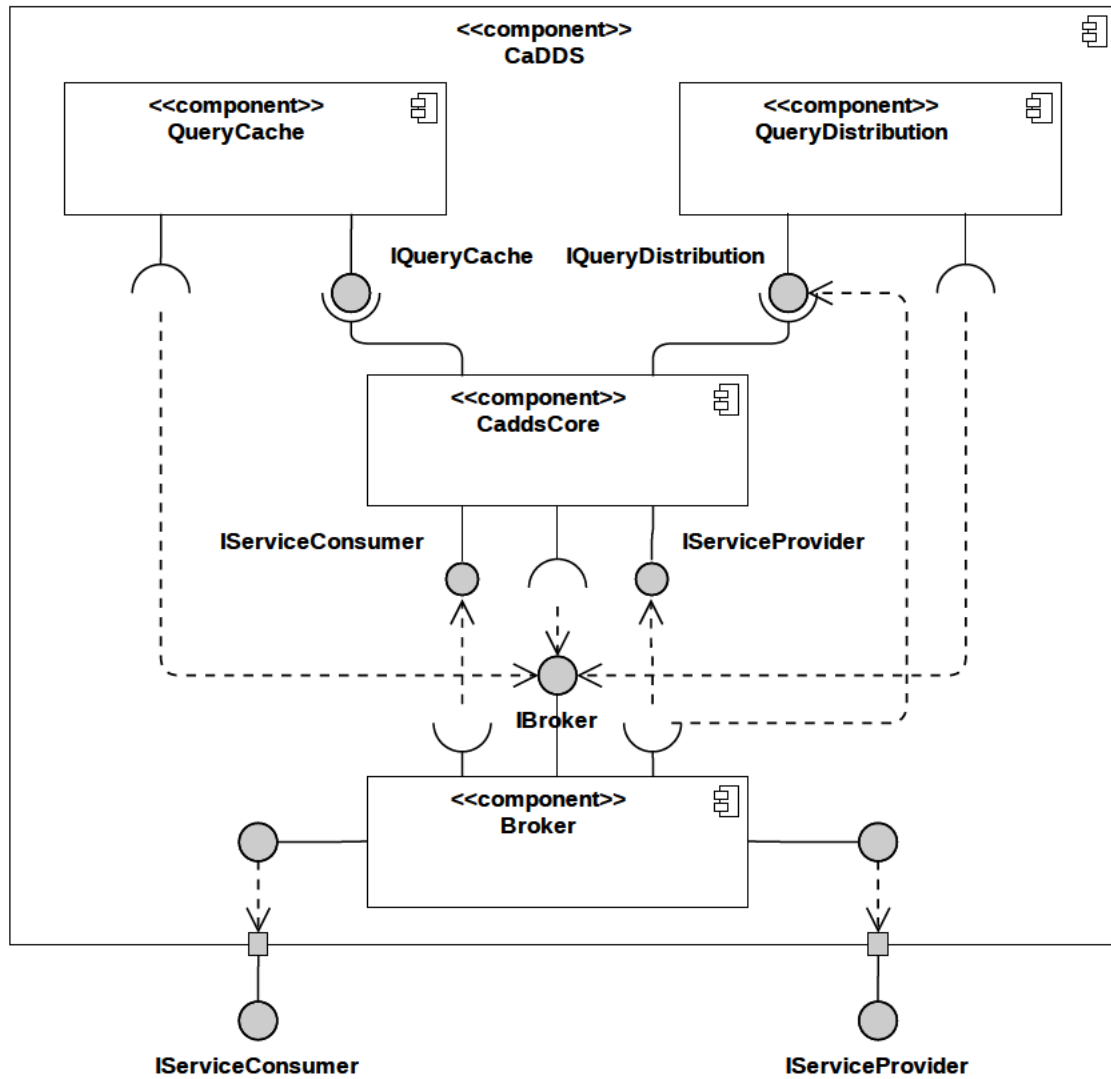 <<component>>
CaDDS
<<component>>
QueryCache
<<component>>
QueryDistribution
IQueryCache
IQueryDistribution
<<component>>
CaddsCore
IServiceConsumer
IServiceProvider
IBroker
<<component>>
Broker
IServiceConsumer
IServiceProvider